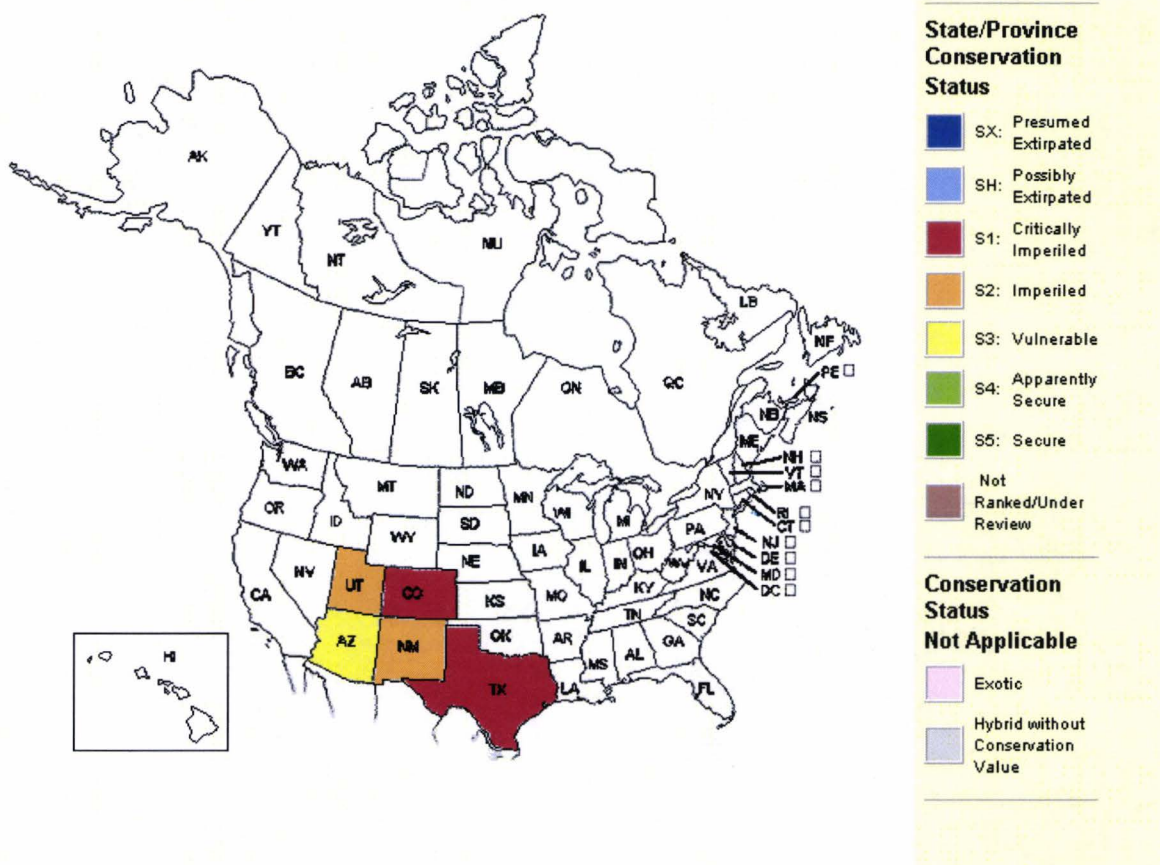 AK
YT
NT
NU
BC
AB
SK
MB
ON
QC
LB
NF
PE
NB
NS
ME
NH
VT
MA
RI
CT
NJ
DE
MD
DC
WA
OR
ID
MT
ND
SD
WY
NE
MN
WI
MI
NY
PA
IA
IL
IN
OH
WV
VA
CA
NV
UT
CO
KS
MO
KY
NC
TN
SC
AZ
NM
OK
AR
MS
AL
GA
TX
LA
FL
HI
State/Province
Conservation
Status
SX: Presumed
Extirpated
SH: Possibly
Extirpated
S1: Critically
Imperiled
S2: Imperiled
S3: Vulnerable
S4: Apparently
Secure
S5: Secure
Not
Ranked/Under
Review
Conservation
Status
Not Applicable
Exotic
Hybrid without
Conservation
Value